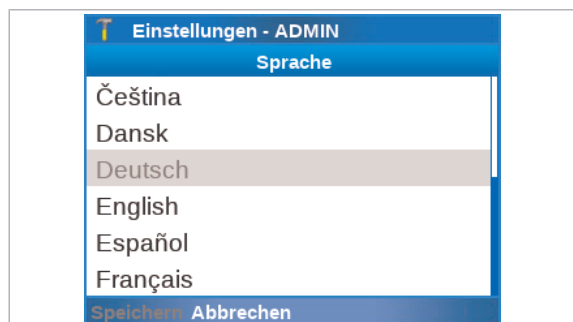 Einstellungen - ADMIN
Sprache
Čeština
Dansk
Deutsch
English
Español
Français
Speichern Abbrechen